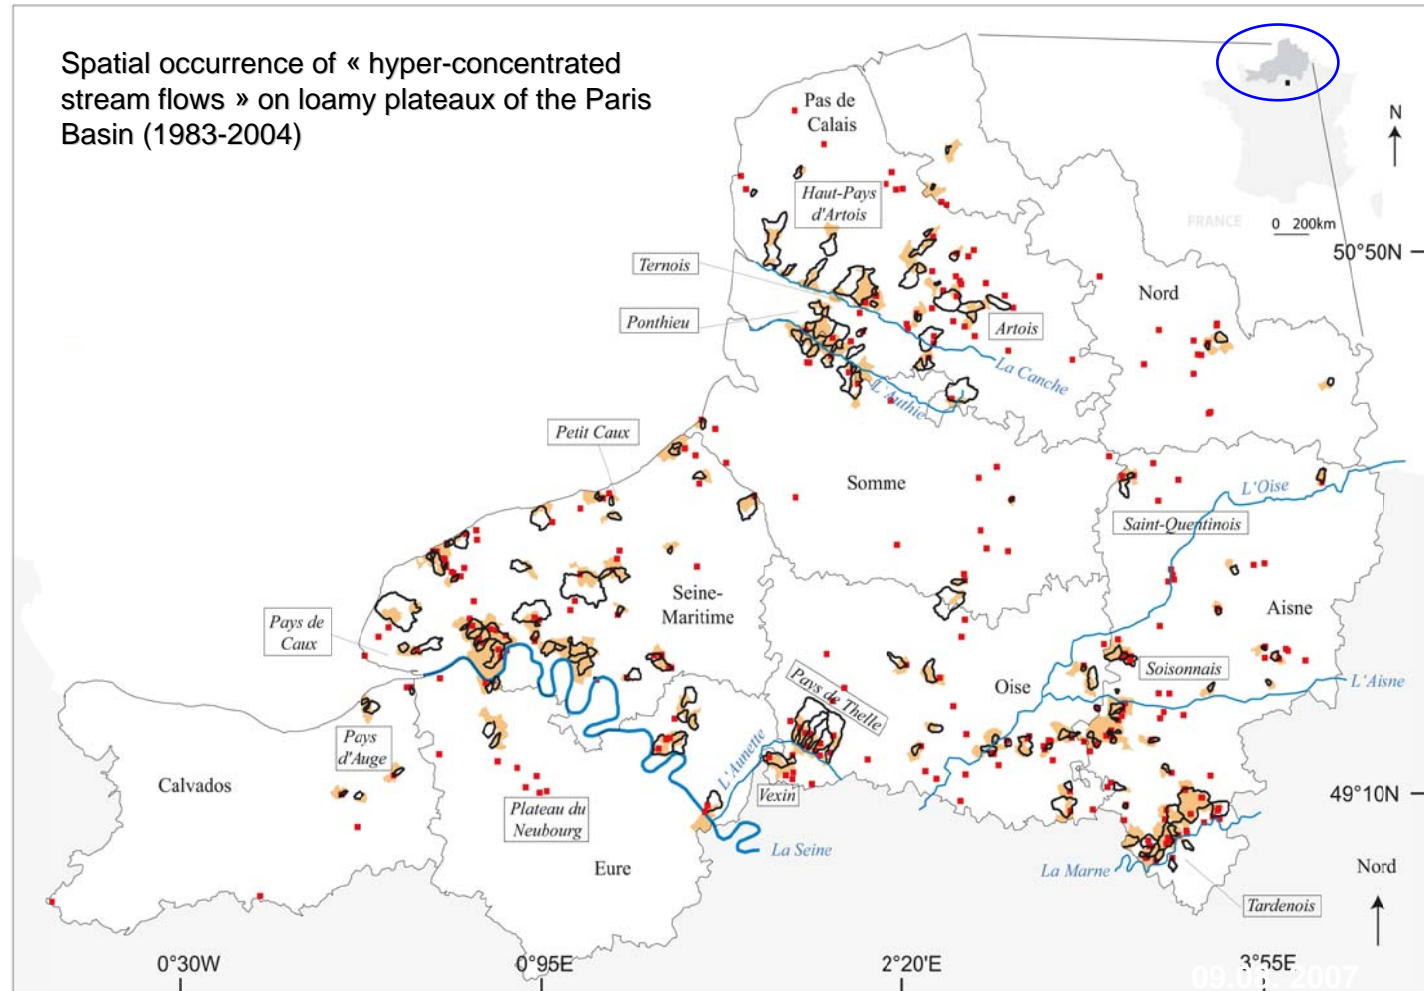 Spatial occurrence of « hyper-concentrated
stream flows » on loamy plateaux of the Paris
Basin (1983-2004)
N
FRANCE
0 200km
50°50N
Pas de
Calais
Haut-Pays
d'Artois
Ternois
Ponthieu
Nord
Artois
La Canche
L'Authie
Petit Caux
Somme
L'Oise
Saint-Quentinois
Seine-
Maritime
Aisne
Pays de
Caux
Soisonnais
L'Aisne
Oise
Pays de Thelle
Pays
d'Auge
L'Aunette
Calvados
Vexin
49°10N
Plateau du
Neubourg
La Seine
Eure
La Marne
Nord
Tardenois
0°30W
0°95E
2°20'E
3°55E